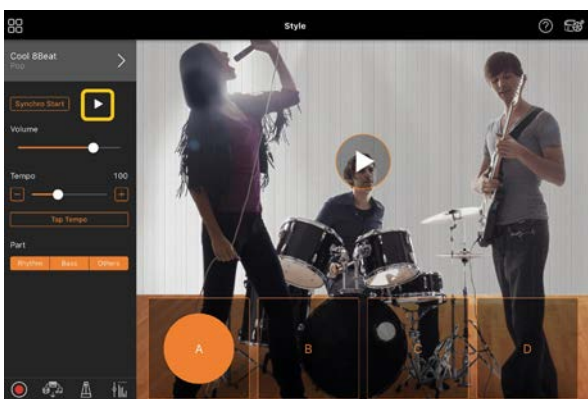 Style
?
Cool 8Beat
Pop
Synchro Start
Volume
Tempo 100
Tap Tempo
Part
Rhythm Bass Others
A B C D